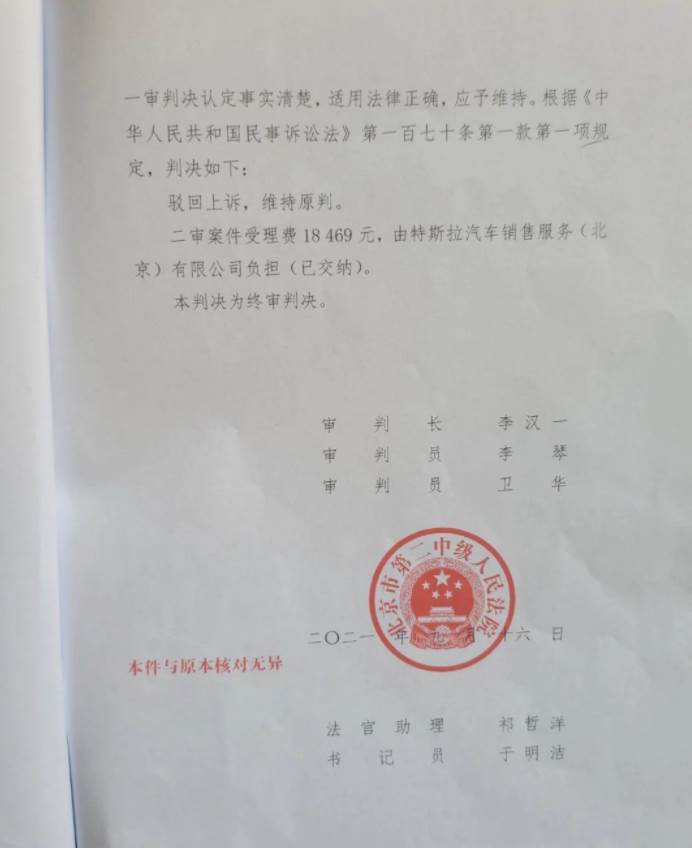 一审判决认定事实清楚，适用法律正确，应予维持。根据《中
华人民共和国民事诉讼法》第一百七十条第一款第一项规
定，判决如下：
驳回上诉，维持原判。
二审案件受理费18 469元，由特斯拉汽车销售服务（北
京）有限公司负担（已交纳）。
本判决为终审判决。
审 判 长 李汉一
审 判 员 李 琴
审 判 员 卫 华
北京市第二中级人民法院
二〇二一年九月十六日
本件与原本核对无异
法官助理 祁哲洋
书 记 员 于明洁